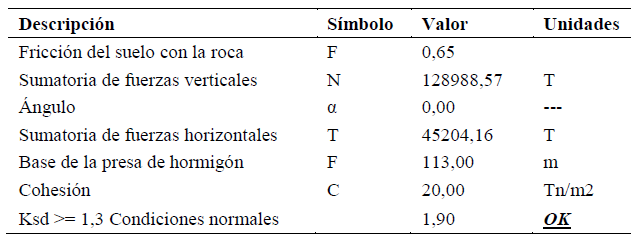 Descripción Símbolo Valor Unidades
Fricción del suelo con la roca F 0,65
Sumatoria de fuerzas verticales N 128988,57 T
Ángulo α 0,00 ---
Sumatoria de fuerzas horizontales T 45204,16 T
Base de la presa de hormigón F 113,00 m
Cohesión C 20,00 Tn/m2
Ksd >= 1,3 Condiciones normales 1,90 OK